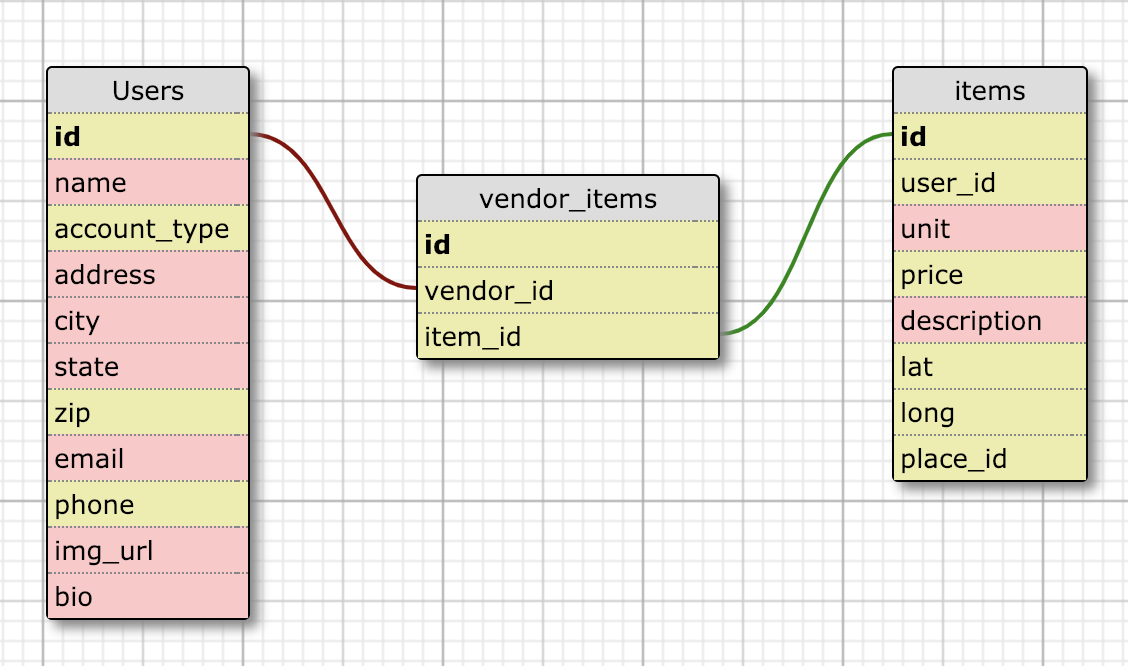 Users
id
name
account_type
address
city
state
zip
email
phone
img_url
bio
vendor_items
id
vendor_id
item_id
items
id
user_id
unit
price
description
lat
long
place_id